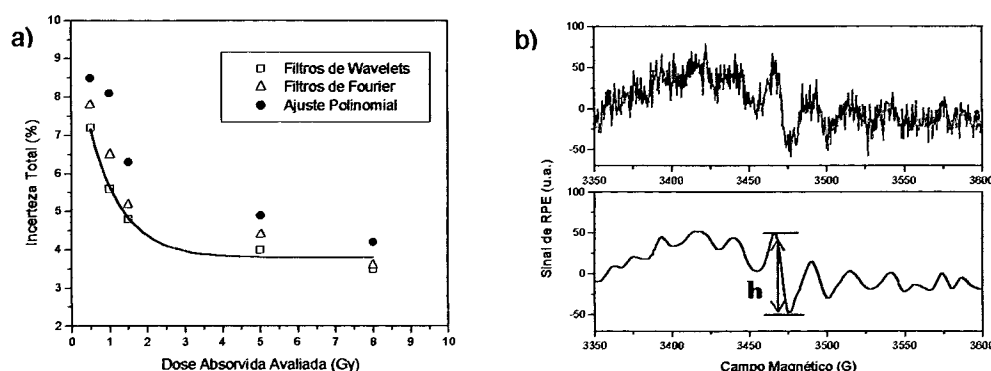 a)
10
9
8
7
6
5
4
3
2
Incerteza Total (%)
Filtros de Wavelets
Filtros de Fourier
Ajuste Polinomial
0 1 2 3 4 5 6 7 8 9 10
Dose Absorvida Avaliada (Gy)
b)
100
50
0
-50
3350 3400 3450 3500 3550 3600
Sinal de RPE (u.a.)
100
50
0
-50
h
3350 3400 3450 3500 3550 3600
Campo Magnético (G)